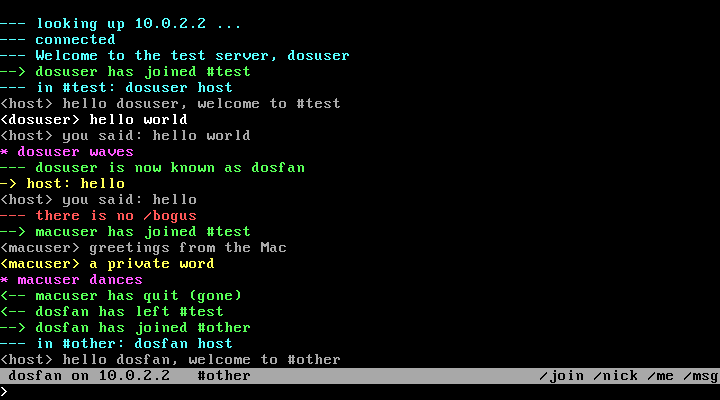 --- looking up 10.0.2.2 ...
--- connected
--- Welcome to the test server, dosuser
--> dosuser has joined #test
--- in #test: dosuser host
<host> hello dosuser, welcome to #test
<dosuser> hello world
<host> you said: hello world
* dosuser waves
--- dosuser is now known as dosfan
-> host: hello
<host> you said: hello
--- there is no /bogus
--> macuser has joined #test
<macuser> greetings from the Mac
<macuser> a private word
* macuser dances
<-- macuser has quit (gone)
<-- dosfan has left #test
--> dosfan has joined #other
--- in #other: dosfan host
<host> hello dosfan, welcome to #other
dosfan on 10.0.2.2   #other   /join /nick /me /msg
>